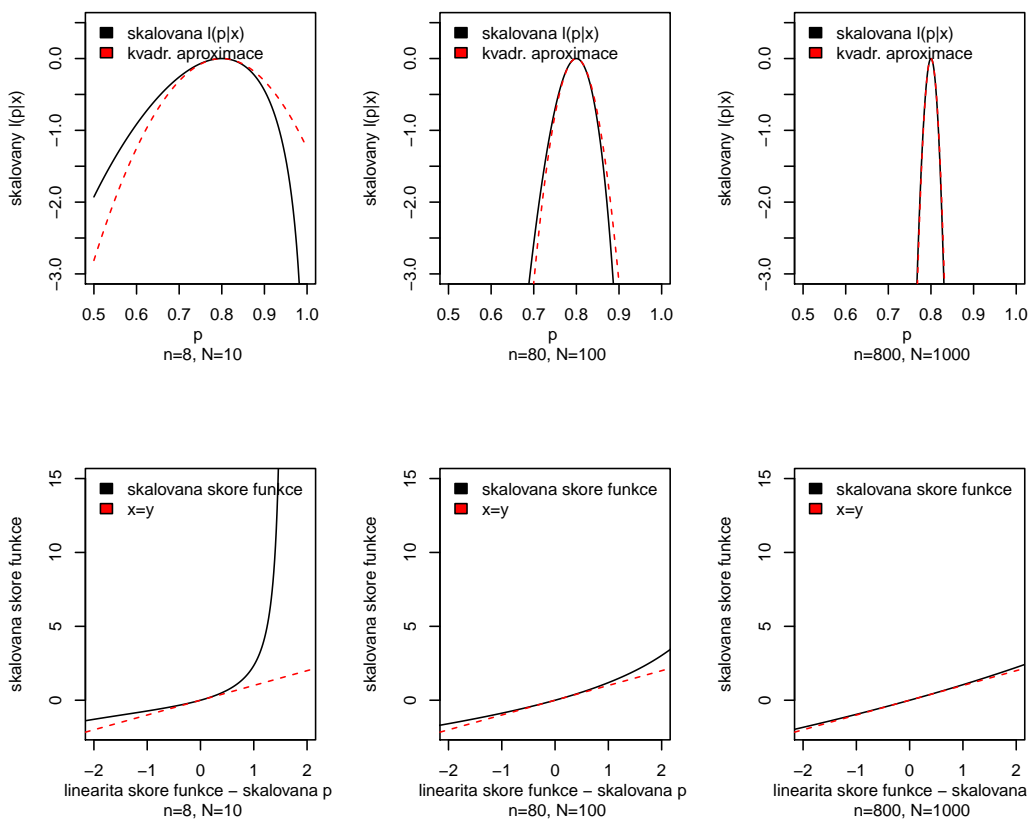 skalovana l(p|x)
kvadr. aproximace
skalovany l(p|x)
0.0
−1.0
−2.0
−3.0
0.5 0.6 0.7 0.8 0.9 1.0
p
n=8, N=10
skalovana l(p|x)
kvadr. aproximace
skalovany l(p|x)
0.0
−1.0
−2.0
−3.0
0.5 0.6 0.7 0.8 0.9 1.0
p
n=80, N=100
skalovana l(p|x)
kvadr. aproximace
skalovany l(p|x)
0.0
−1.0
−2.0
−3.0
0.5 0.6 0.7 0.8 0.9 1.0
p
n=800, N=1000
skalovana skore funkce
x=y
skalovana skore funkce
15
10
5
0
−2 −1 0 1 2
linearita skore funkce − skalovana p
n=8, N=10
skalovana skore funkce
x=y
skalovana skore funkce
15
10
5
0
−2 −1 0 1 2
linearita skore funkce − skalovana p
n=80, N=100
skalovana skore funkce
x=y
skalovana skore funkce
15
10
5
0
−2 −1 0 1 2
linearita skore funkce − skalovana
n=800, N=1000